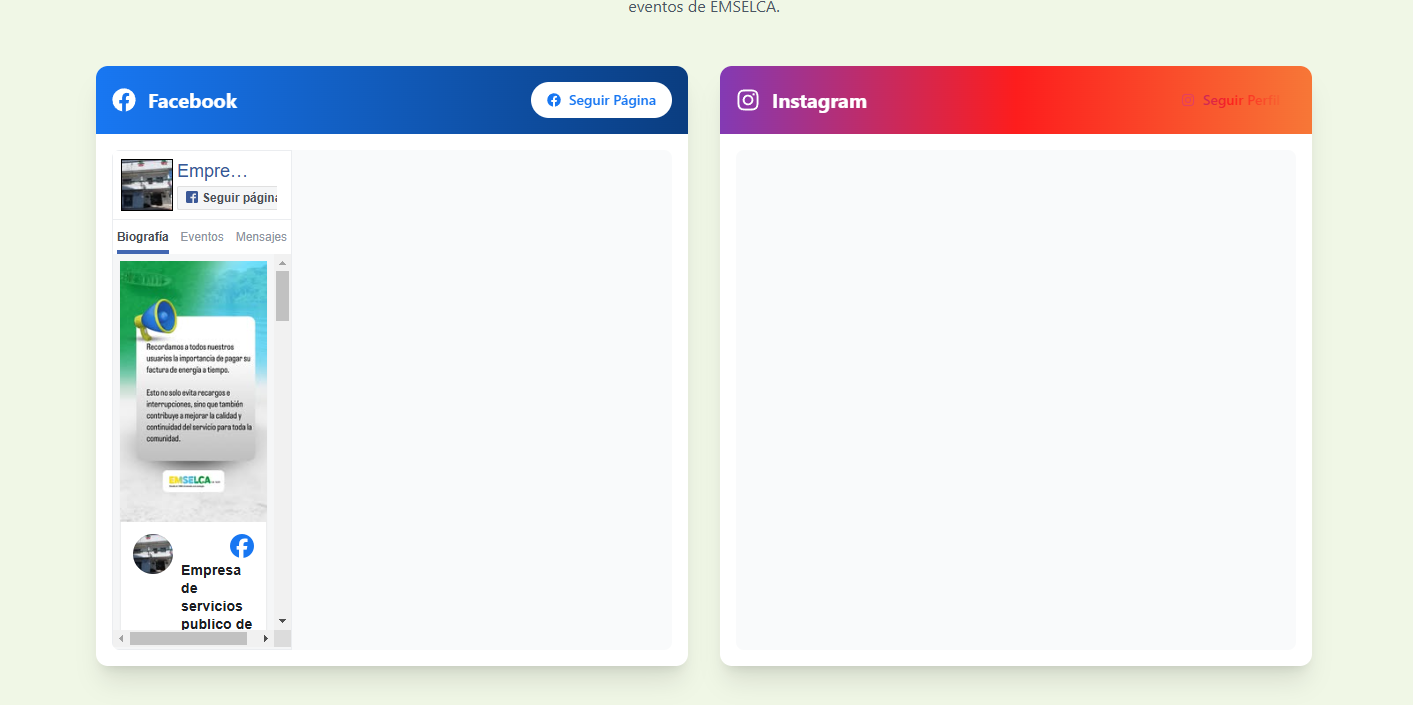 eventos de EMSELCA.
Facebook
Seguir Página
Instagram
Seguir Perfil
Empre…
Seguir página
Biografía
Eventos
Mensajes
Recordamos a todos nuestros
usuarios la importancia de pagar su
factura de energía a tiempo.
Esto no solo evita recargos e
interrupciones, sino que también
contribuye a mejorar la calidad y
continuidad del servicio para toda la
comunidad.
EMSELCA
Empresa
de
servicios
publico de